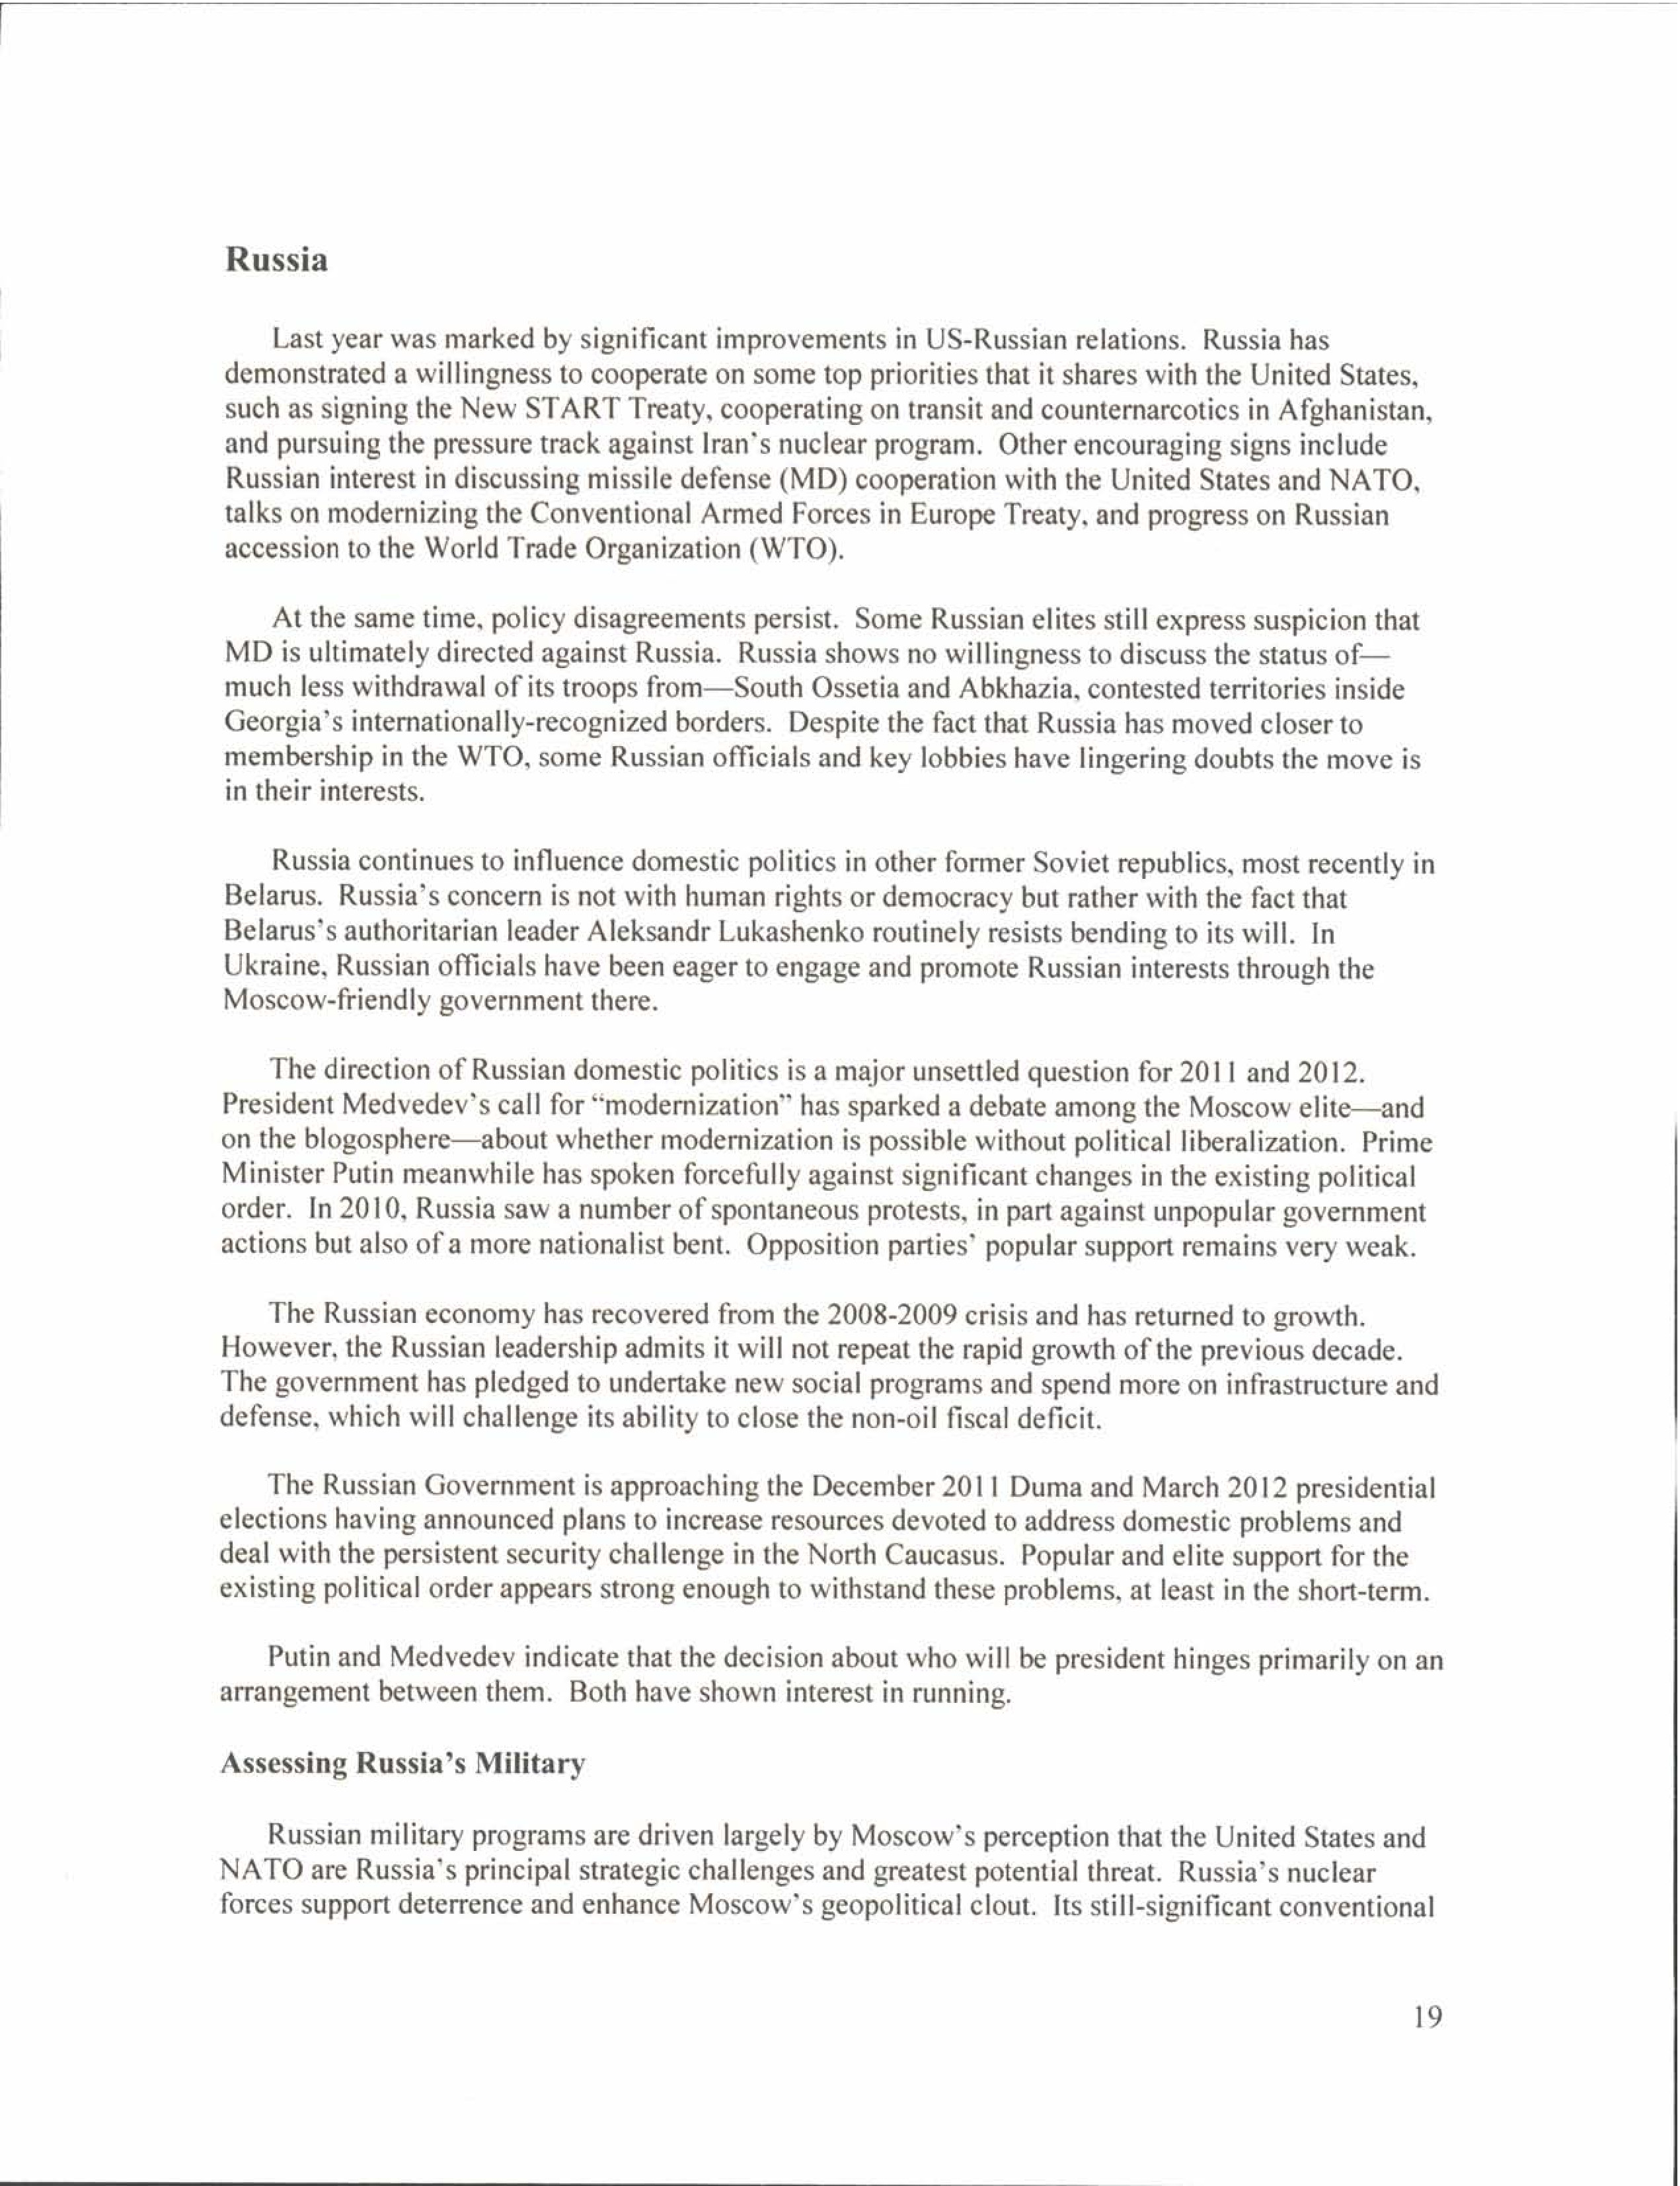 Russia
Last year was marked by significant improvements in US-Russian relations. Russia has
demonstrated a willingness to cooperate on some top priorities that it shares with the United States,
such as signing the New START Treaty, cooperating on transit and counternarcotics in Afghanistan,
and pursuing the pressure track against Iran's nuclear program. Other encouraging signs include
Russian interest in discussing missile defense (MD) cooperation with the United States and NATO,
talks on modernizing the Conventional Armed Forces in Europe Treaty, and progress on Russian
accession to the World Trade Organization (WTO).
At the same time, policy disagreements persist. Some Russian elites still express suspicion that
MD is ultimately directed against Russia. Russia shows no willingness to discuss the status of—
much less withdrawal of its troops from—South Ossetia and Abkhazia, contested territories inside
Georgia's internationally-recognized borders. Despite the fact that Russia has moved closer to
membership in the WTO, some Russian officials and key lobbies have lingering doubts the move is
in their interests.
Russia continues to influence domestic politics in other former Soviet republics, most recently in
Belarus. Russia's concern is not with human rights or democracy but rather with the fact that
Belarus's authoritarian leader Aleksandr Lukashenko routinely resists bending to its will. In
Ukraine, Russian officials have been eager to engage and promote Russian interests through the
Moscow-friendly government there.
The direction of Russian domestic politics is a major unsettled question for 2011 and 2012.
President Medvedev's call for "modernization" has sparked a debate among the Moscow elite—and
on the blogosphere—about whether modernization is possible without political liberalization. Prime
Minister Putin meanwhile has spoken forcefully against significant changes in the existing political
order. In 2010, Russia saw a number of spontaneous protests, in part against unpopular government
actions but also of a more nationalist bent. Opposition parties' popular support remains very weak.
The Russian economy has recovered from the 2008-2009 crisis and has returned to growth.
However, the Russian leadership admits it will not repeat the rapid growth of the previous decade.
The government has pledged to undertake new social programs and spend more on infrastructure and
defense, which will challenge its ability to close the non-oil fiscal deficit.
The Russian Government is approaching the December 2011 Duma and March 2012 presidential
elections having announced plans to increase resources devoted to address domestic problems and
deal with the persistent security challenge in the North Caucasus. Popular and elite support for the
existing political order appears strong enough to withstand these problems, at least in the short-term.
Putin and Medvedev indicate that the decision about who will be president hinges primarily on an
arrangement between them. Both have shown interest in running.
Assessing Russia's Military
Russian military programs are driven largely by Moscow's perception that the United States and
NATO are Russia's principal strategic challenges and greatest potential threat. Russia's nuclear
forces support deterrence and enhance Moscow's geopolitical clout. Its still-significant conventional
19